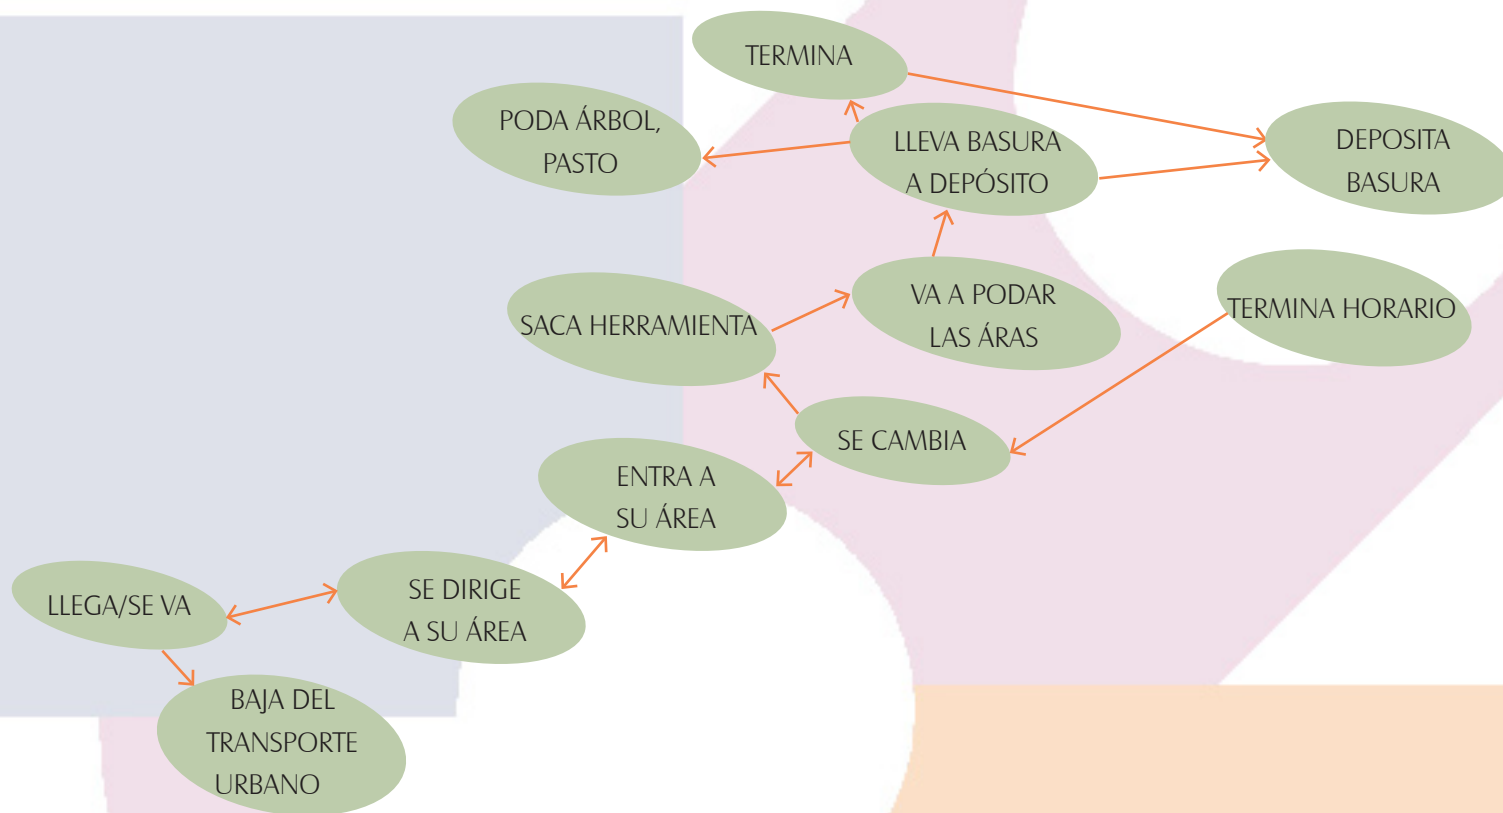 TERMINA
PODA ÁRBOL,
PASTO
LLEVA BASURA
A DEPÓSITO
DEPOSITA
BASURA
SACA HERRAMIENTA
VA A PODAR
LAS ÁRAS
TERMINA HORARIO
SE CAMBIA
ENTRA A
SU ÁREA
SE DIRIGE
A SU ÁREA
LLEGA/SE VA
BAJA DEL
TRANSPORTE
URBANO